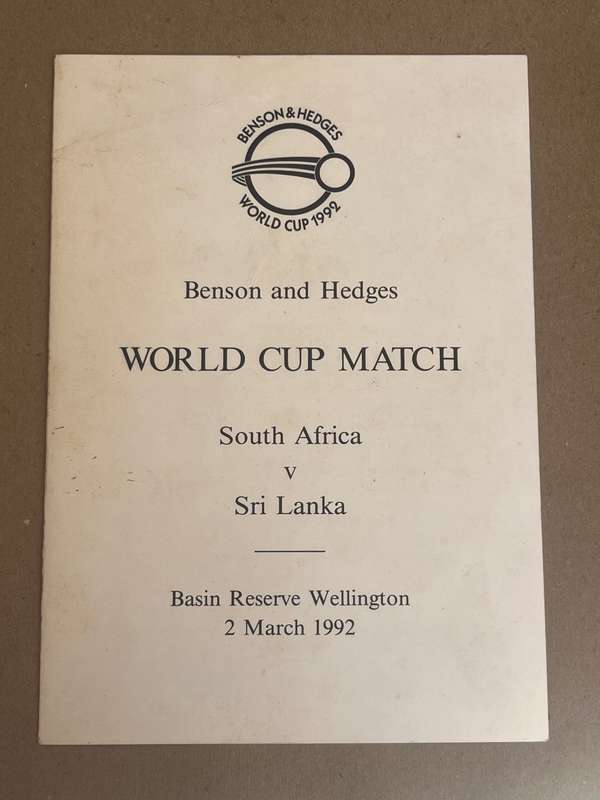 BENSON & HEDGES
WORLD CUP 1992
Benson and Hedges
WORLD CUP MATCH
South Africa
v
Sri Lanka
Basin Reserve Wellington
2 March 1992